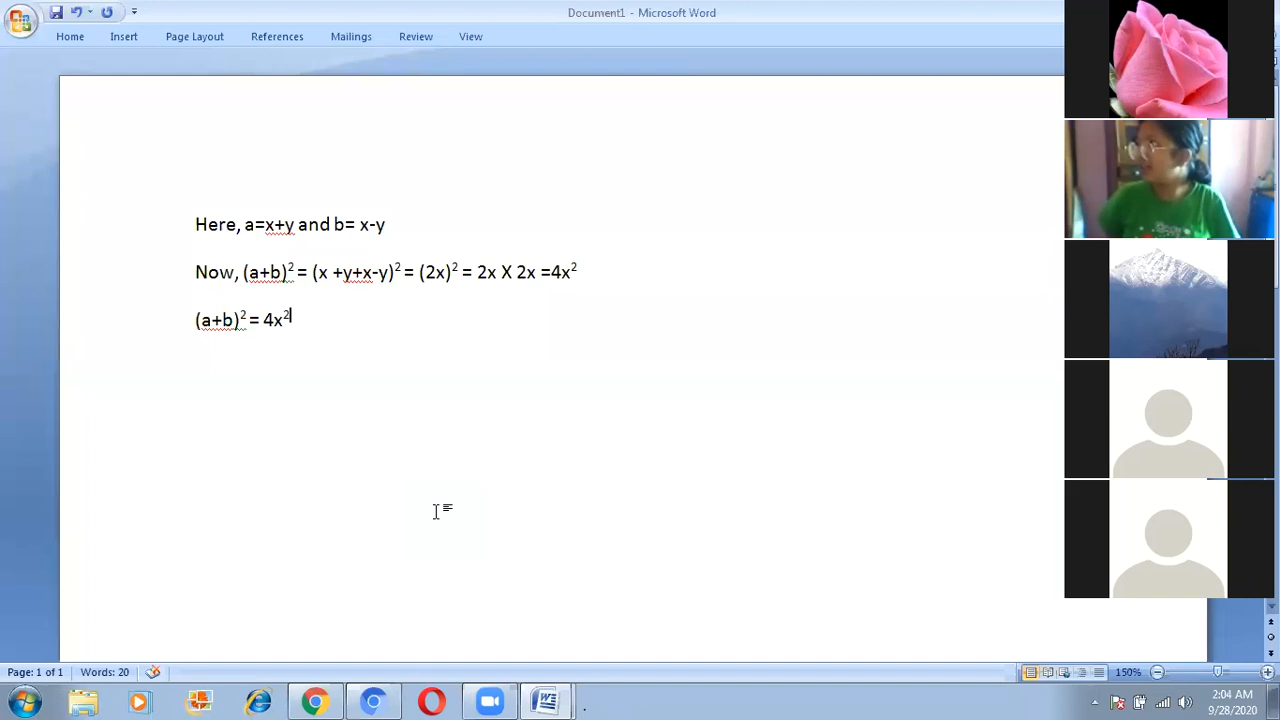 Document1 - Microsoft Word
Home Insert Page Layout References Mailings Review View
Here, a=x+y and b= x-y
Now, (a+b)² = (x +y+x-y)² = (2x)² = 2x X 2x =4x²
(a+b)² = 4x²
Page: 1 of 1 Words: 20 150%
2:04 AM
9/28/2020